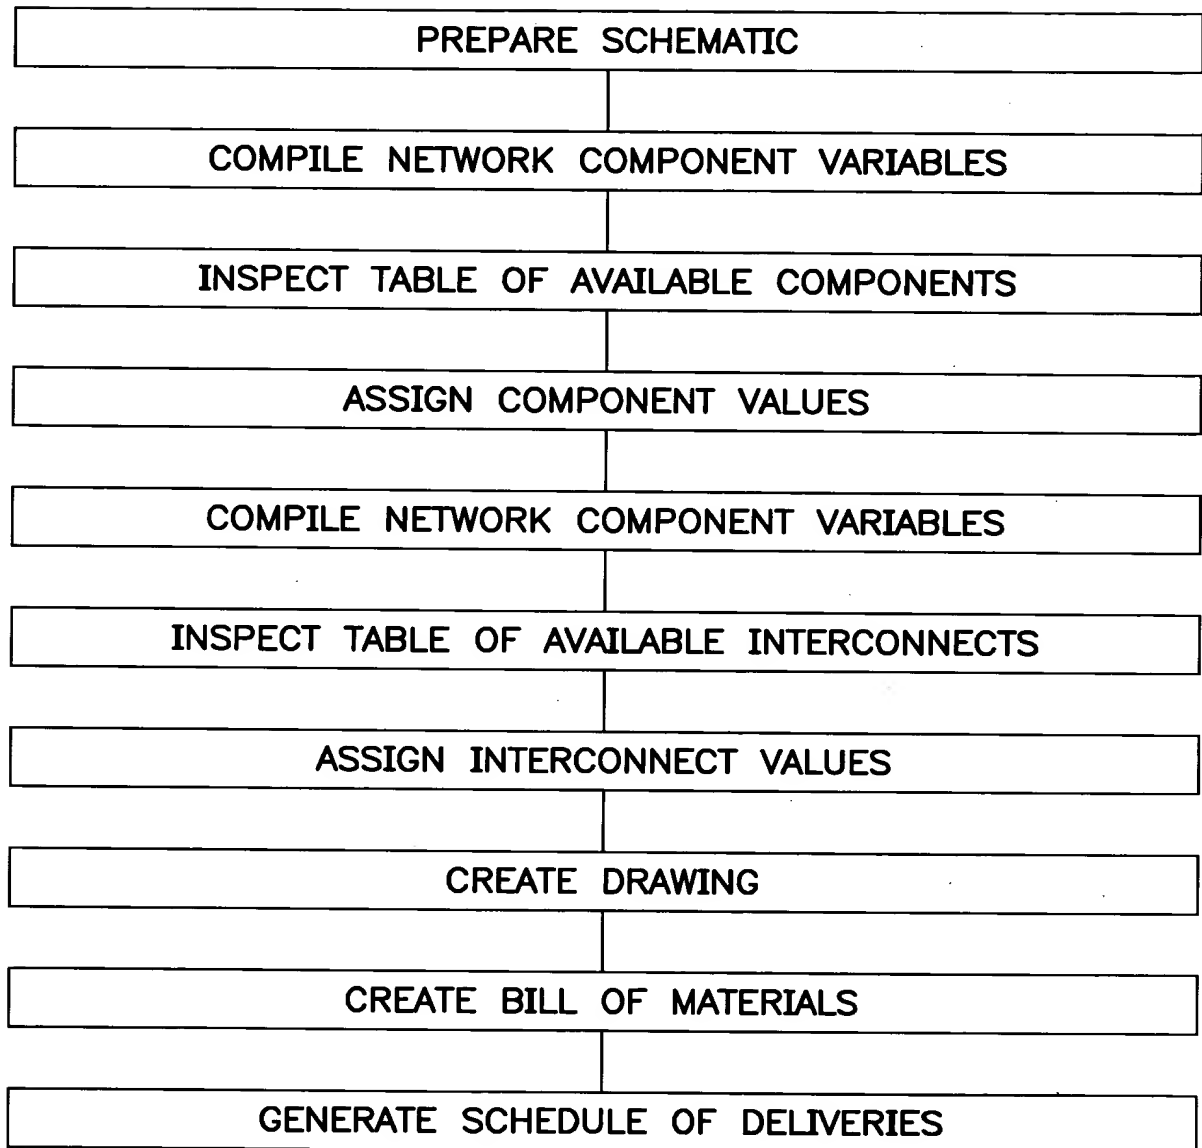 PREPARE SCHEMATIC
COMPILE NETWORK COMPONENT VARIABLES
INSPECT TABLE OF AVAILABLE COMPONENTS
ASSIGN COMPONENT VALUES
COMPILE NETWORK COMPONENT VARIABLES
INSPECT TABLE OF AVAILABLE INTERCONNECTS
ASSIGN INTERCONNECT VALUES
CREATE DRAWING
CREATE BILL OF MATERIALS
GENERATE SCHEDULE OF DELIVERIES